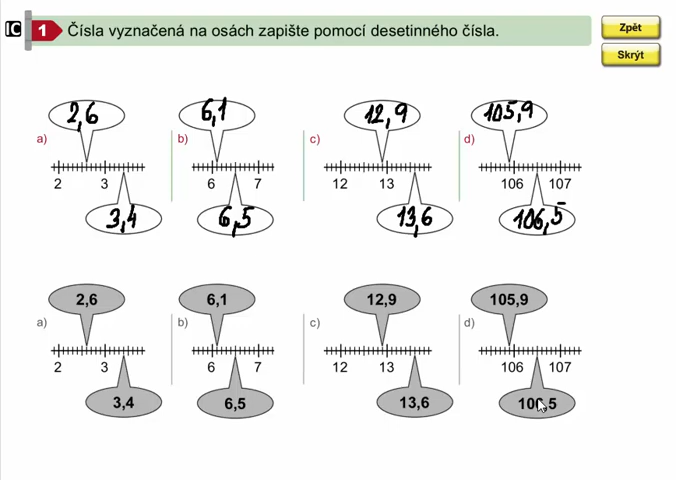 1 Čísla vyznačená na osách zapište pomocí desetinného čísla.
Zpět
Skrýt
2,6 6,1 12,9 105,9
a) b) c) d)
2 3 6 7 12 13 106 107
3,4 6,5 13,6 106,5
2,6 6,1 12,9 105,9
a) b) c) d)
2 3 6 7 12 13 106 107
3,4 6,5 13,6 106,5